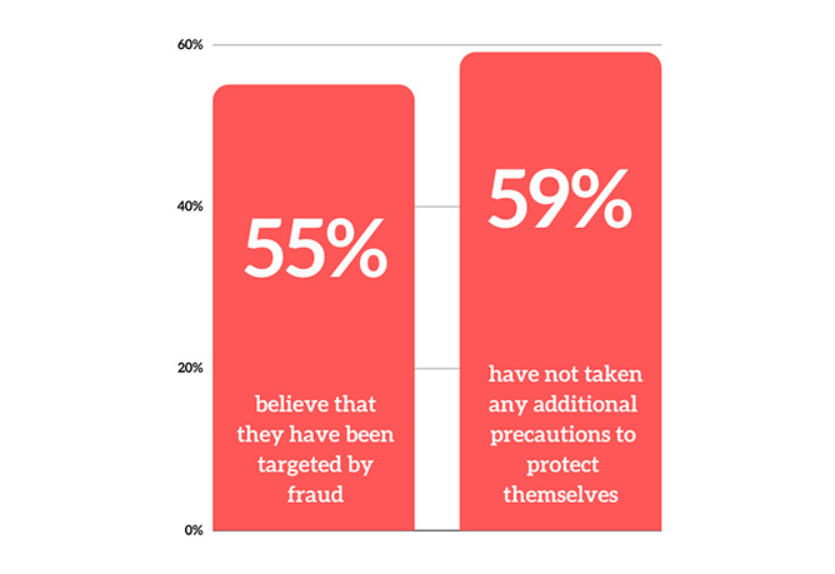 60%
40%
20%
0%
55%
believe that
they have been
targeted by
fraud
59%
have not taken
any additional
precautions to
protect
themselves